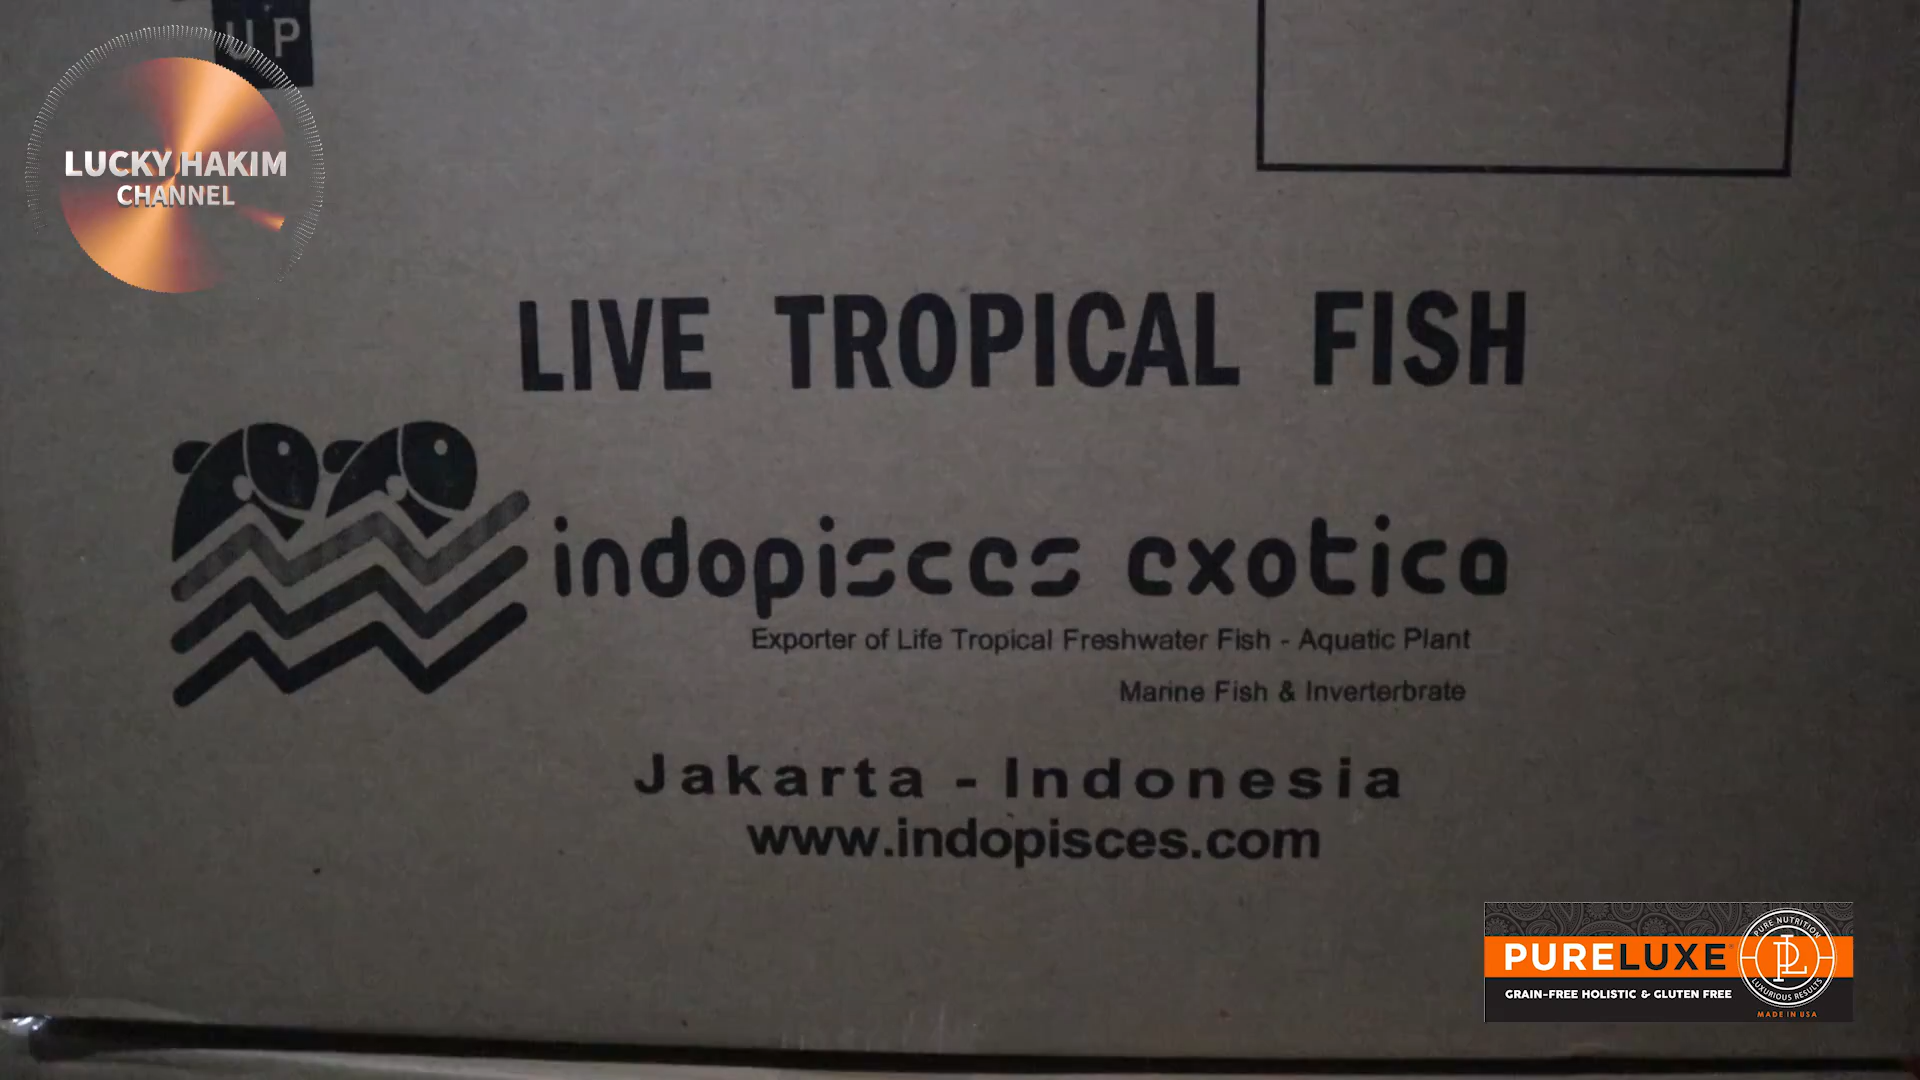 UP
LUCKY HAKIM
CHANNEL
LIVE TROPICAL FISH
indopisces exotica
Exporter of Life Tropical Freshwater Fish - Aquatic Plant
Marine Fish & Inverterbrate
Jakarta - Indonesia
www.indopisces.com
PURELUXE
GRAIN-FREE HOLISTIC & GLUTEN FREE
PURE NUTRITION
PL
LUXURIOUS RESULTS
MADE IN USA